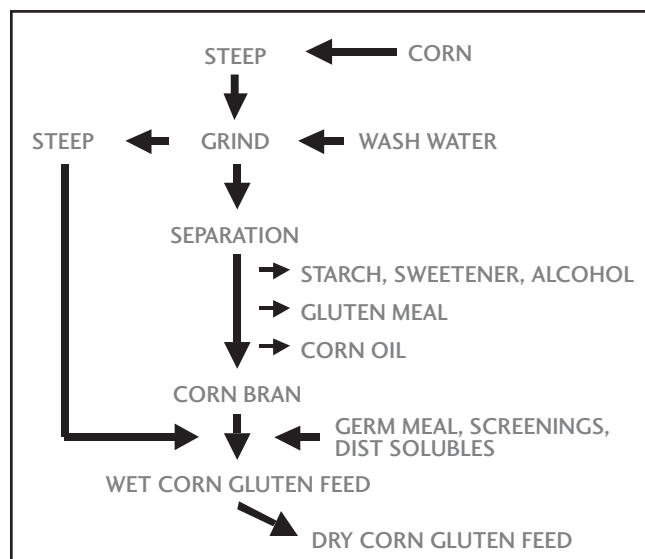 STEEP
CORN
STEEP
GRIND
WASH WATER
SEPARATION
STARCH, SWEETENER, ALCOHOL
GLUTEN MEAL
CORN OIL
CORN BRAN
GERM MEAL, SCREENINGS,
DIST SOLUBLES
WET CORN GLUTEN FEED
DRY CORN GLUTEN FEED